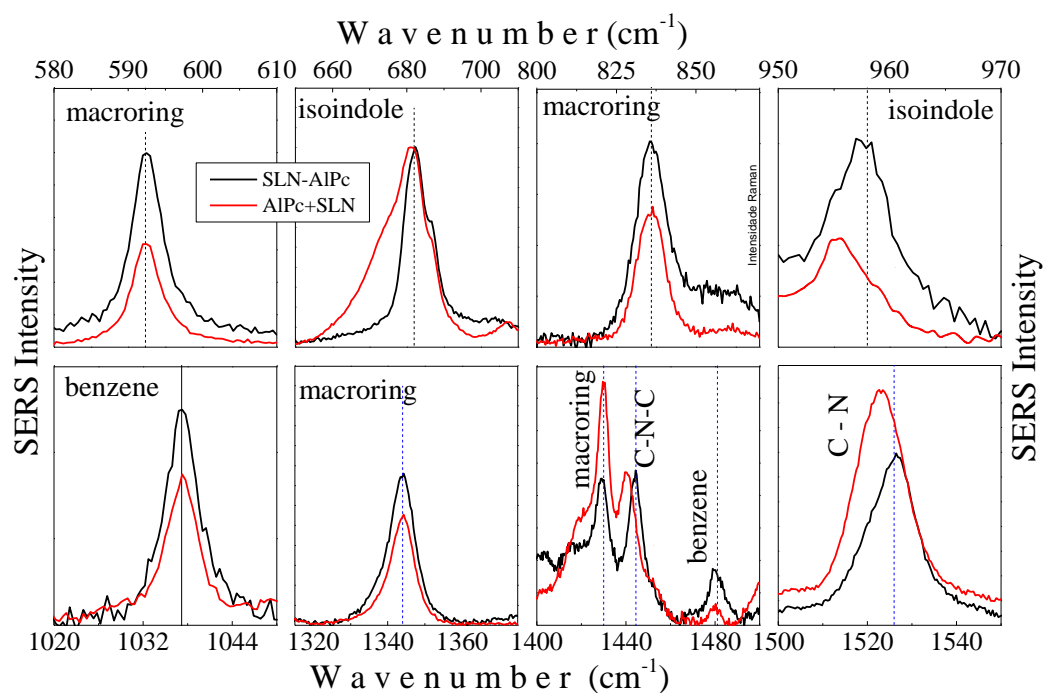 W a v e n u m b e r (cm-1)
580 590 600 610
660 680 700
800 825 850
950 960 970
macroring
isoindole
macroring
isoindole
SLN-AlPc
AlPc+SLN
Intensidade Raman
SERS Intensity
SERS Intensity
benzene
macroring
macroring
C-N-C
benzene
C - N
1020 1032 1044
1320 1340 1360
1400 1440 1480
1500 1520 1540
W a v e n u m b e r (cm-1)